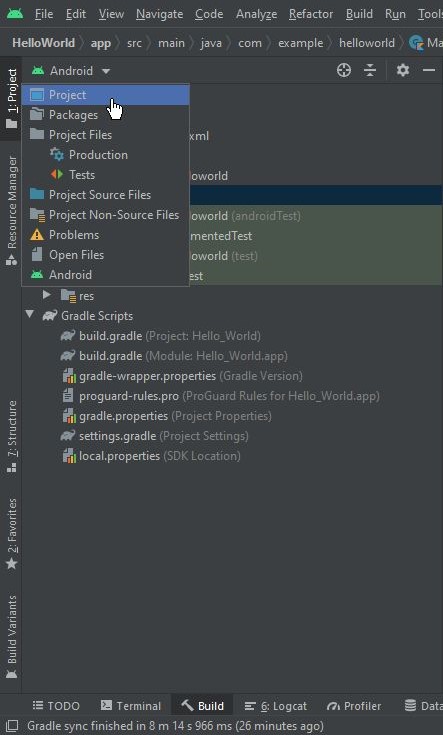 File Edit View Navigate Code Analyze Refactor Build Run Tools
HelloWorld app src main java com example helloworld Ma
Android
Project
Packages
Project Files
xml
Production
Tests
loworld
Project Source Files
Project Non-Source Files
loworld (androidTest)
Problems
mentedTest
Open Files
loworld (test)
Android
est
res
Gradle Scripts
build.gradle (Project: Hello_World)
build.gradle (Module: Hello_World.app)
gradle-wrapper.properties (Gradle Version)
proguard-rules.pro (ProGuard Rules for Hello_World.app)
gradle.properties (Project Properties)
settings.gradle (Project Settings)
local.properties (SDK Location)
1: Project
Resource Manager
7: Structure
2: Favorites
Build Variants
TODO Terminal Build 6: Logcat Profiler Data
Gradle sync finished in 8 m 14 s 966 ms (26 minutes ago)